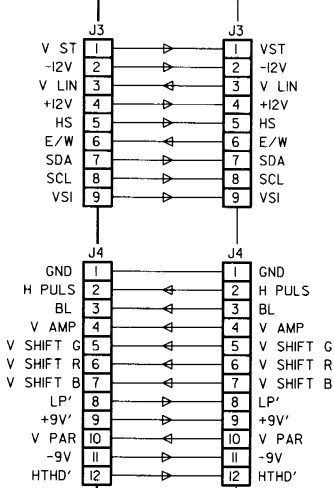 J3 J3
V ST 1 1 VST
-12V 2 2 -12V
V LIN 3 3 V LIN
+12V 4 4 +12V
HS 5 5 HS
E/W 6 6 E/W
SDA 7 7 SDA
SCL 8 8 SCL
VSI 9 9 VSI
J4 J4
GND 1 1 GND
H PULS 2 2 H PULS
BL 3 3 BL
V AMP 4 4 V AMP
V SHIFT G 5 5 V SHIFT G
V SHIFT R 6 6 V SHIFT R
V SHIFT B 7 7 V SHIFT B
LP' 8 8 LP'
+9V' 9 9 +9V'
V PAR 10 10 V PAR
-9V 11 11 -9V
HTHD' 12 12 HTHD'